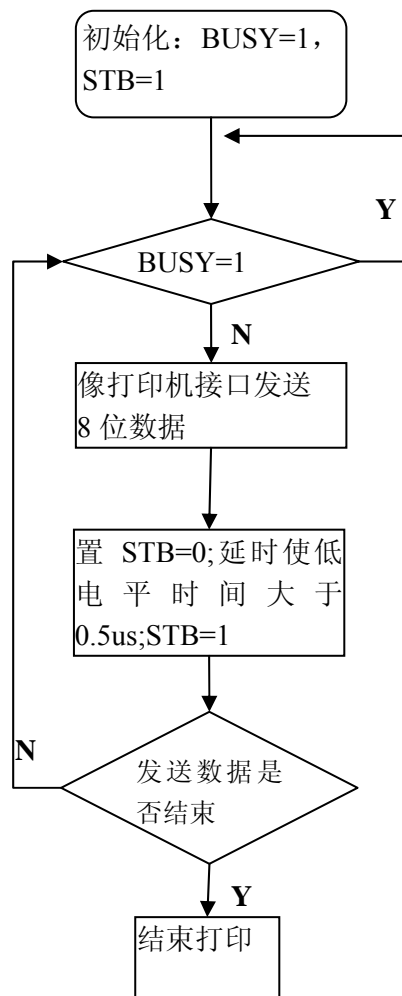 初始化：BUSY=1，
STB=1
Y
BUSY=1
N
像打印机接口发送
8 位数据
置 STB=0;延时使低
电平时间大于
0.5us;STB=1
N
发送数据是
否结束
Y
结束打印